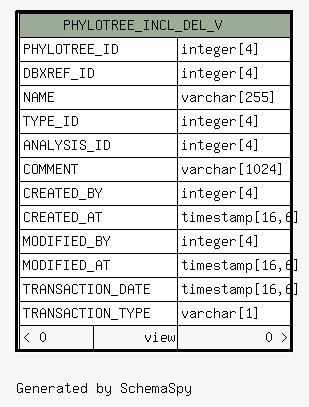 PHYLOTREE_INCL_DEL_V
PHYLOTREE_ID integer[4]
DBXREF_ID integer[4]
NAME varchar[255]
TYPE_ID integer[4]
ANALYSIS_ID integer[4]
COMMENT varchar[1024]
CREATED_BY integer[4]
CREATED_AT timestamp[16,6]
MODIFIED_BY integer[4]
MODIFIED_AT timestamp[16,6]
TRANSACTION_DATE timestamp[16,6]
TRANSACTION_TYPE varchar[1]
< 0 view 0 >
Generated by SchemaSpy